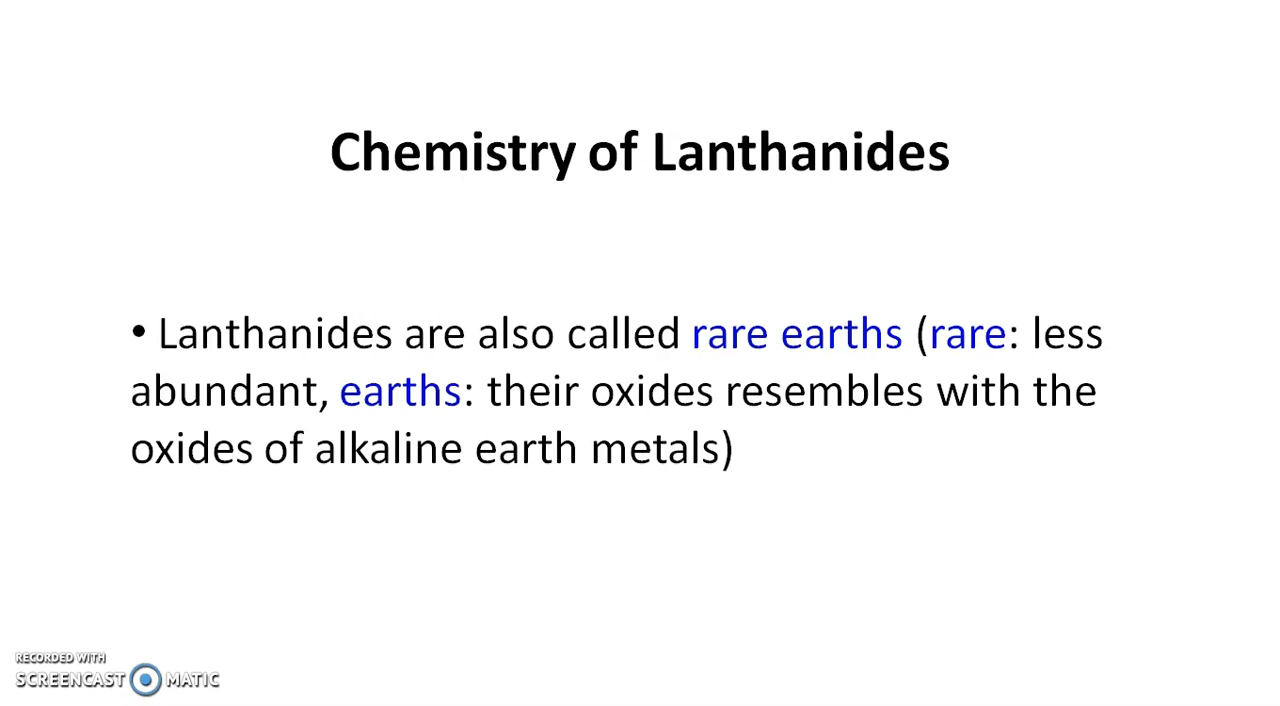 Chemistry of Lanthanides
• Lanthanides are also called rare earths (rare: less
abundant, earths: their oxides resembles with the
oxides of alkaline earth metals)
RECORDED WITH
SCREENCAST MATIC